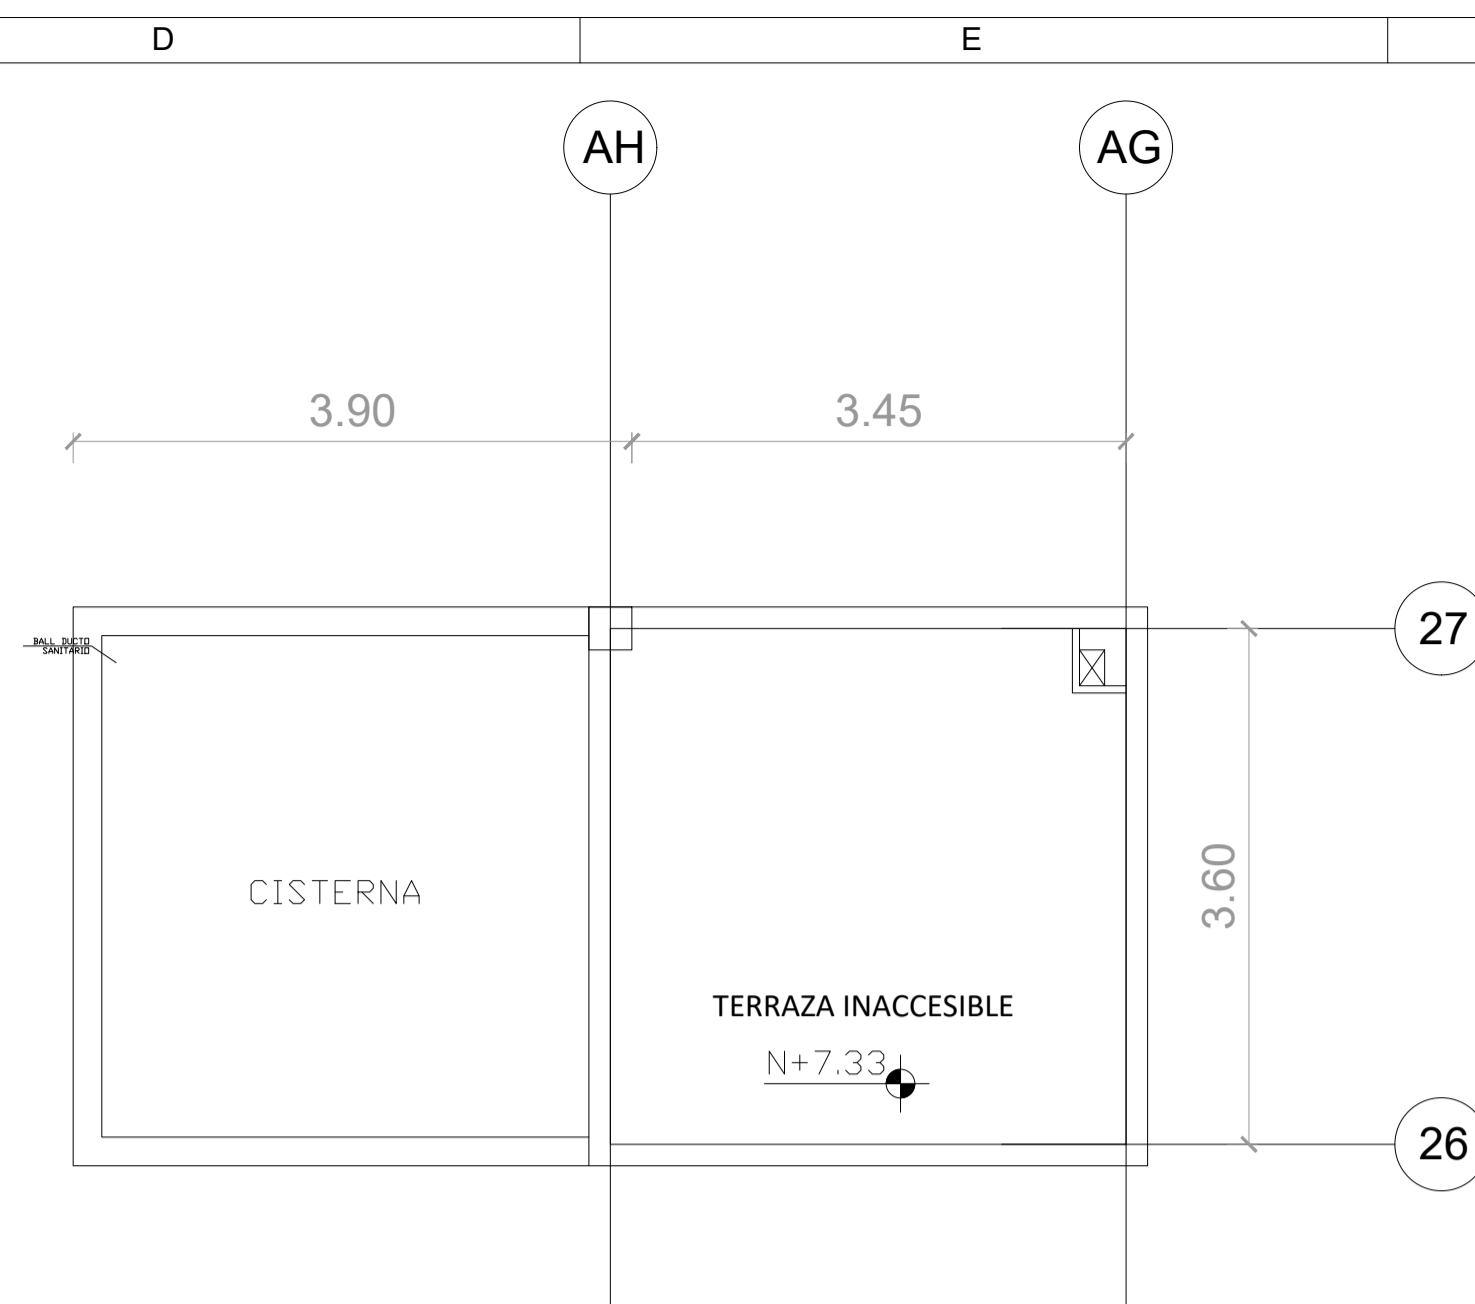 D
E
AH
AG
3.90
3.45
27
BALL DUCTO
SANITARIO
3.60
CISTERNA
TERRAZA INACCESIBLE
N+7.33
26